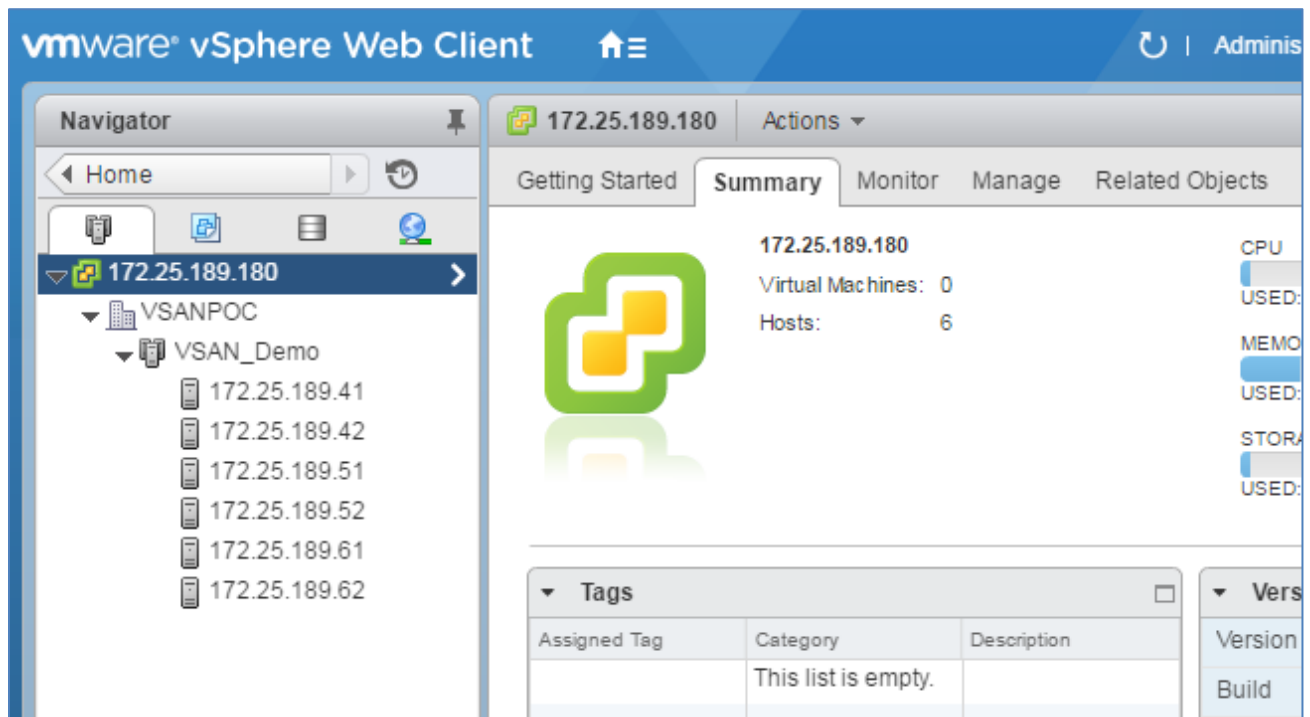 vmware® vSphere Web Client
Adminis
Navigator
Home
172.25.189.180
VSANPOC
VSAN_Demo
172.25.189.41
172.25.189.42
172.25.189.51
172.25.189.52
172.25.189.61
172.25.189.62
172.25.189.180 Actions
Getting Started Summary Monitor Manage Related Objects
172.25.189.180
Virtual Machines: 0
Hosts: 6
CPU
USED:
MEMO
USED:
STORA
USED:
Tags
Assigned Tag Category Description
This list is empty.
Vers
Version
Build